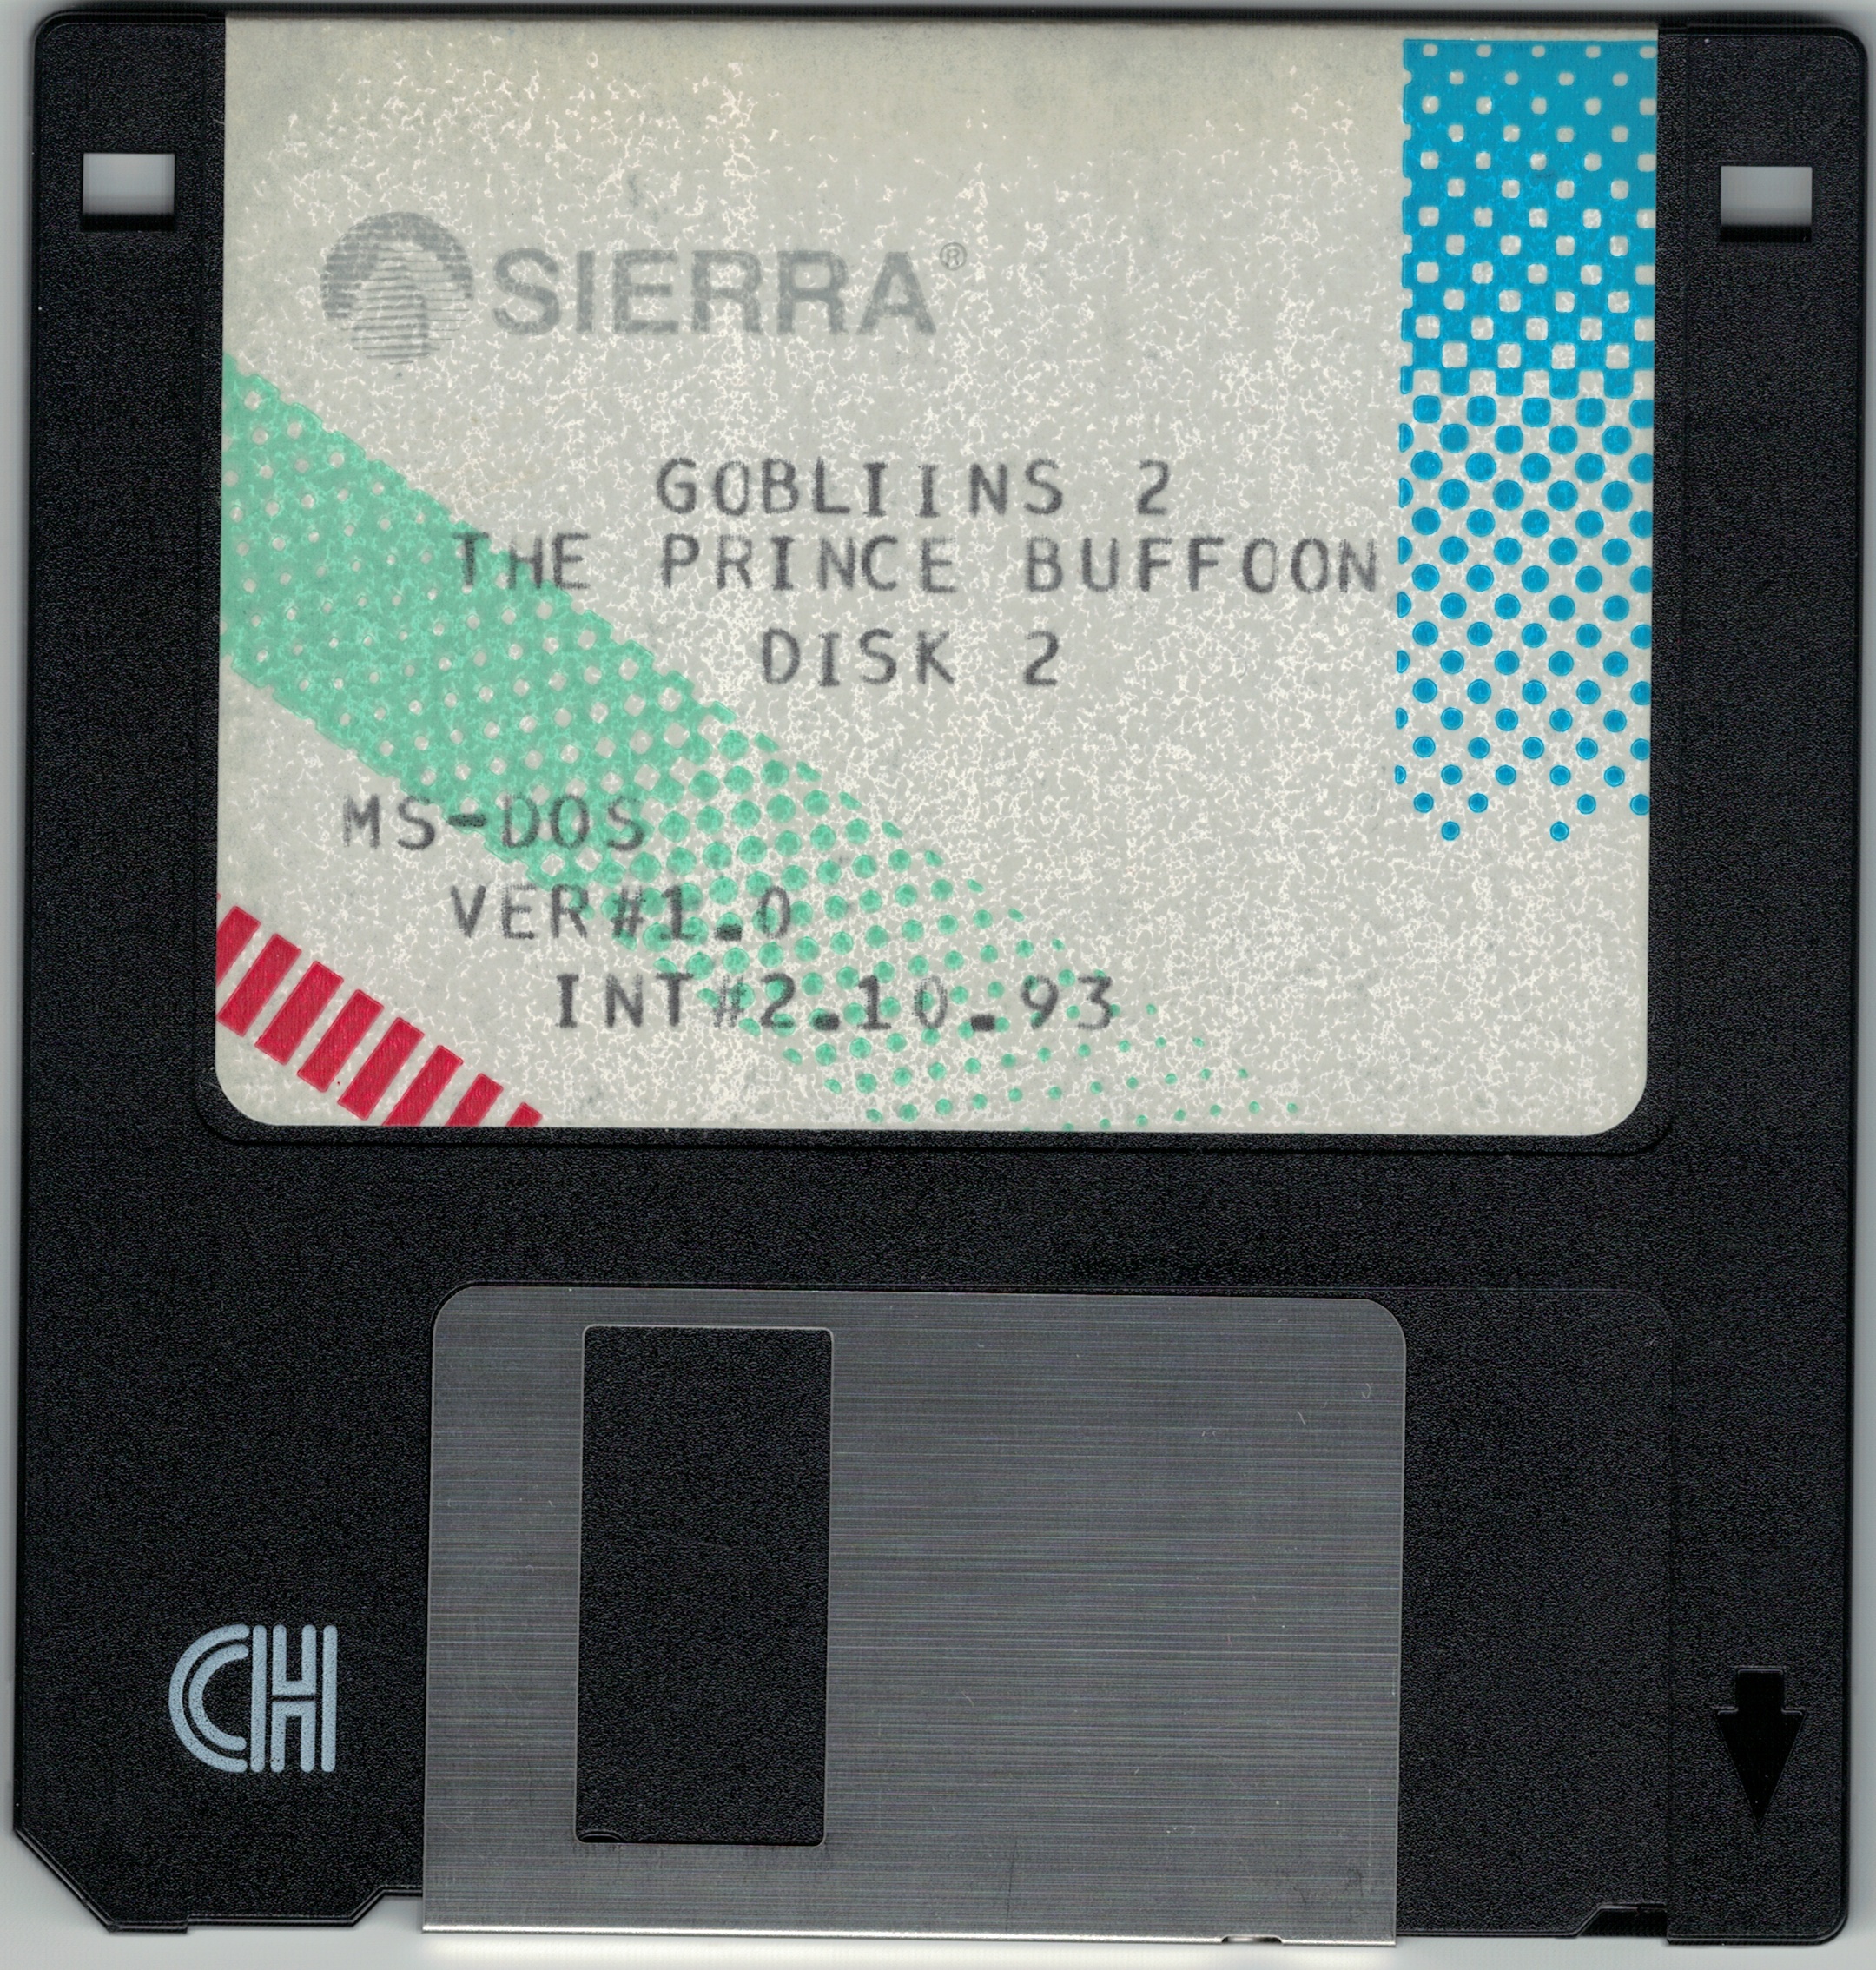 SIERRA®
GOBLIINS 2
THE PRINCE BUFFOON
DISK 2
MS-DOS
VER#1.0
INT#2.10.93
CH